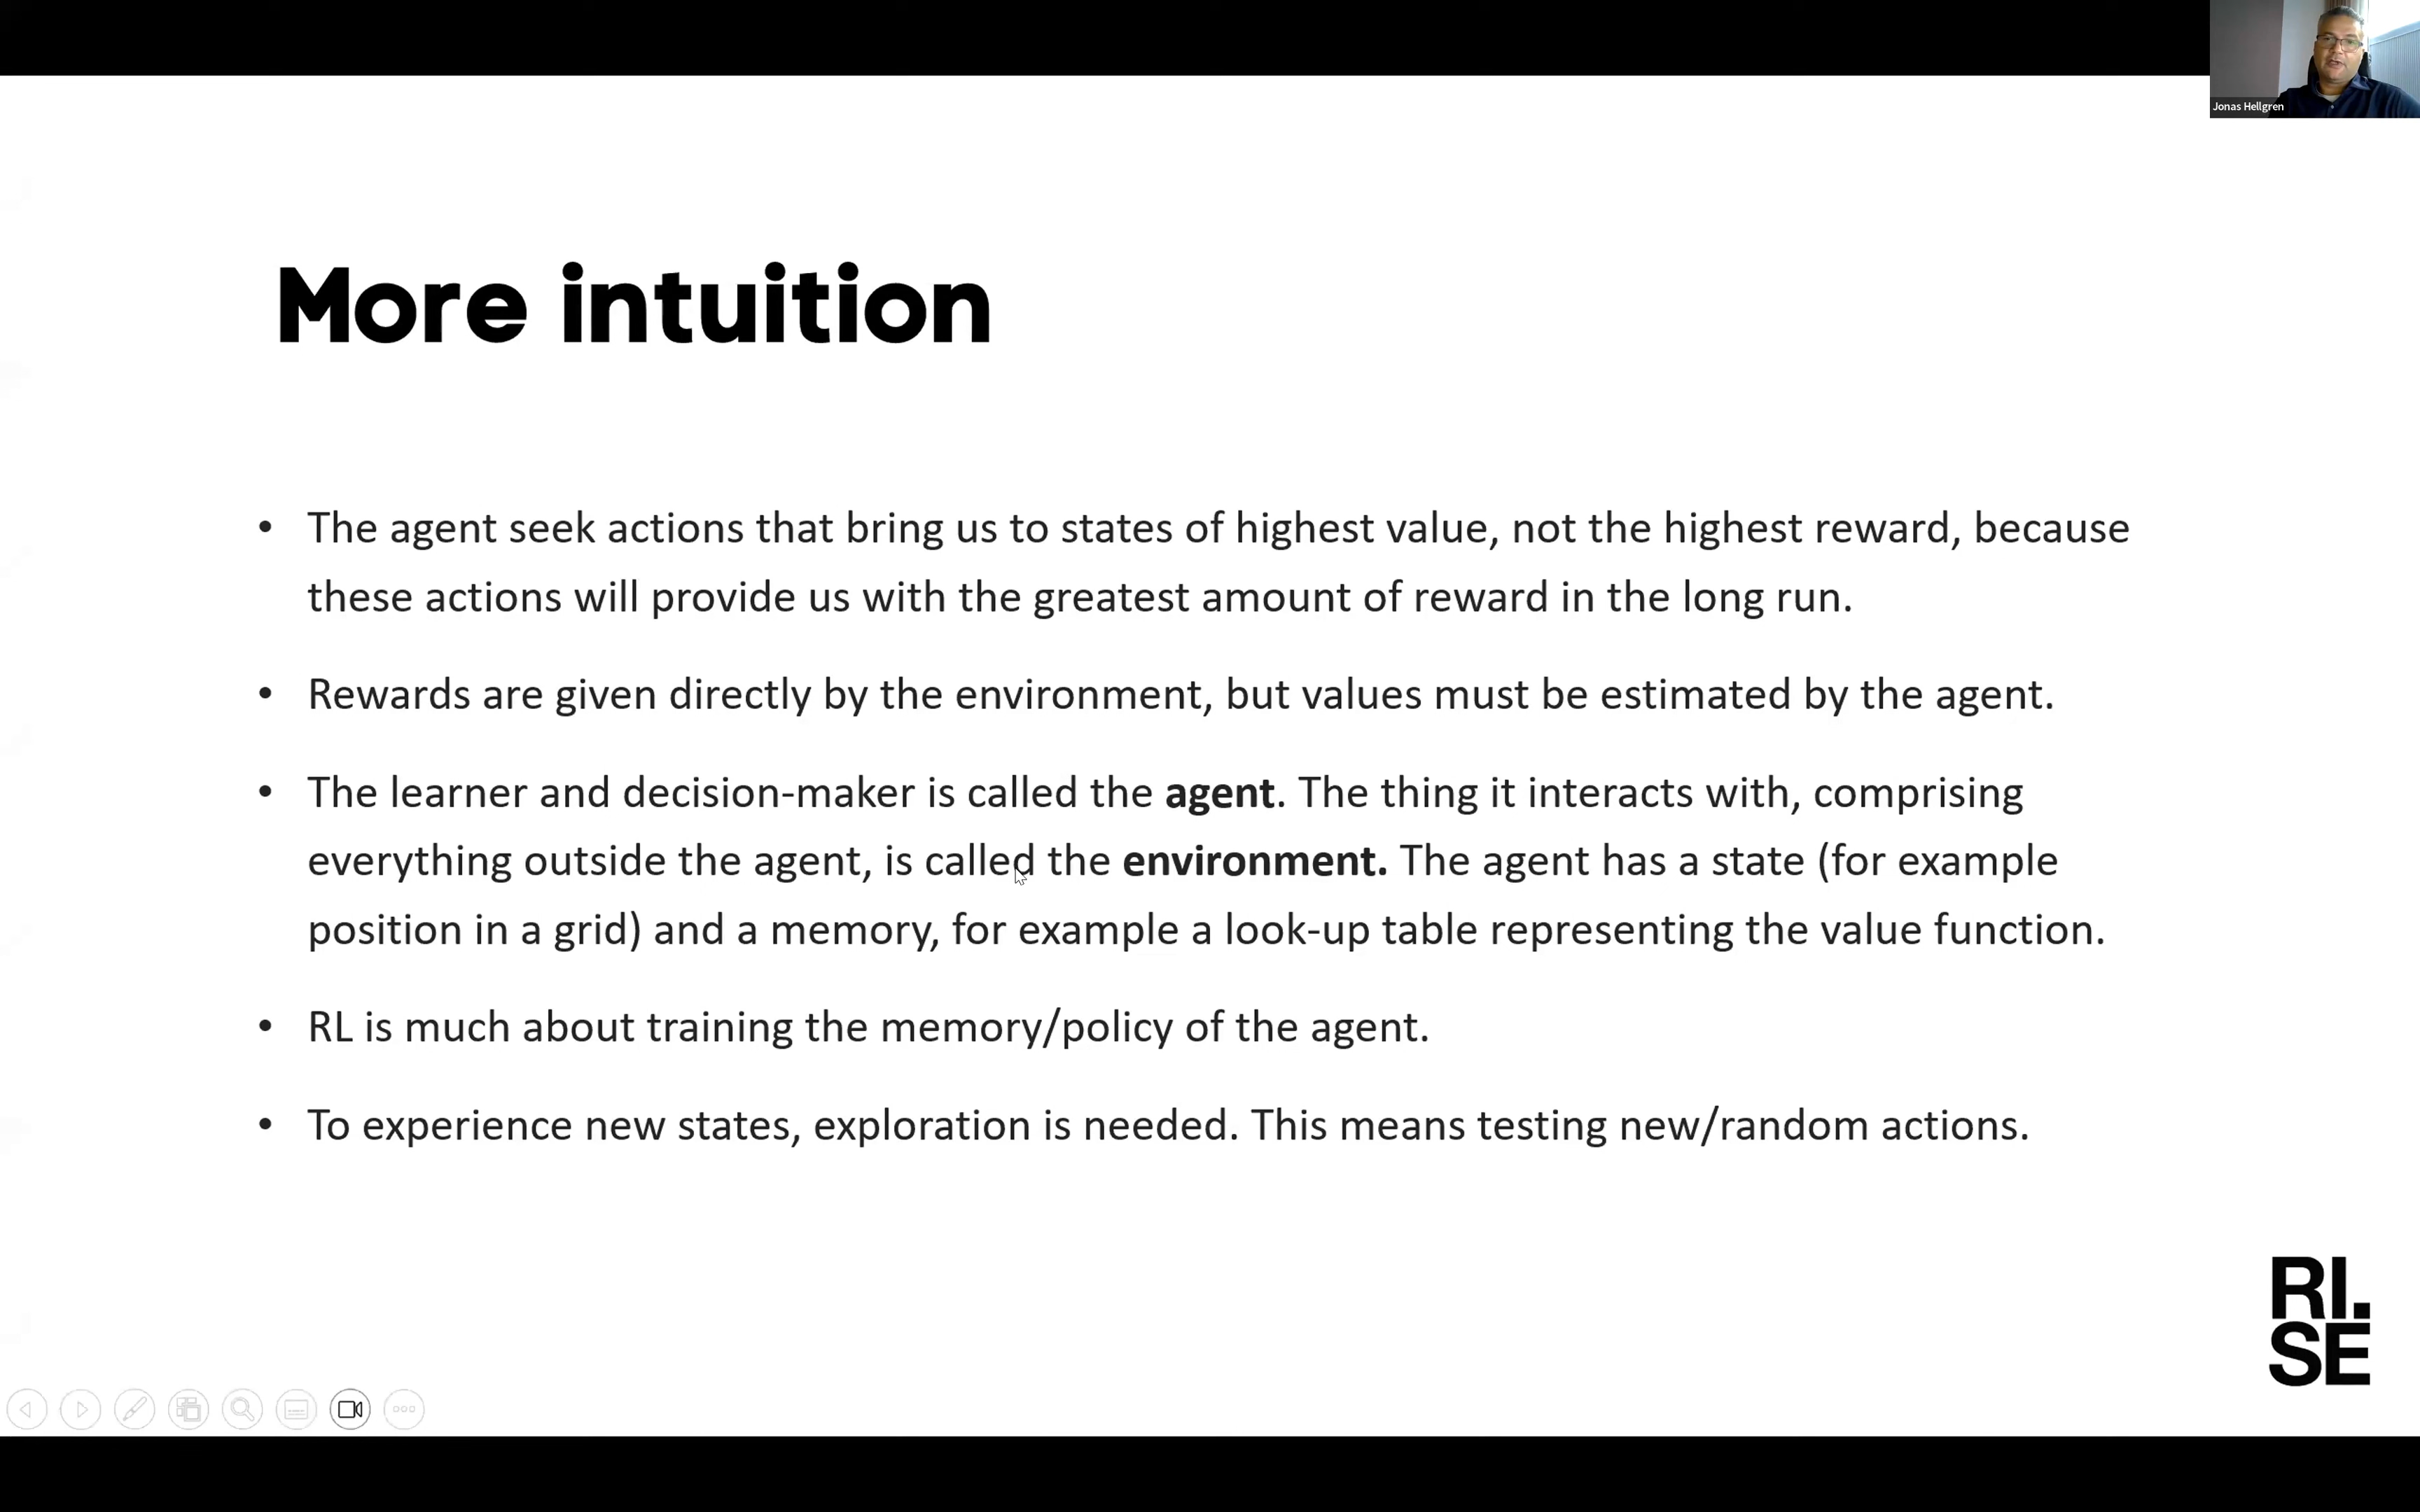 Jonas Hellgren
More intuition
• The agent seek actions that bring us to states of highest value, not the highest reward, because
these actions will provide us with the greatest amount of reward in the long run.
• Rewards are given directly by the environment, but values must be estimated by the agent.
• The learner and decision-maker is called the agent. The thing it interacts with, comprising
everything outside the agent, is called the environment. The agent has a state (for example
position in a grid) and a memory, for example a look-up table representing the value function.
• RL is much about training the memory/policy of the agent.
• To experience new states, exploration is needed. This means testing new/random actions.
RI.
SE